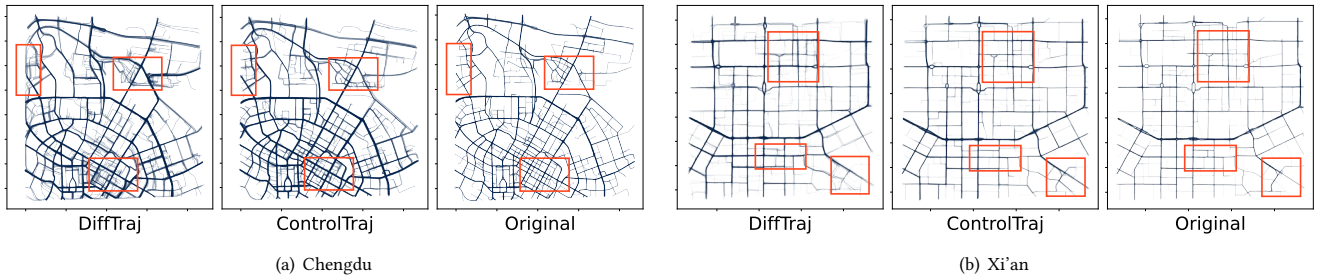 DiffTraj ControlTraj Original DiffTraj ControlTraj Original
(a) Chengdu (b) Xi'an